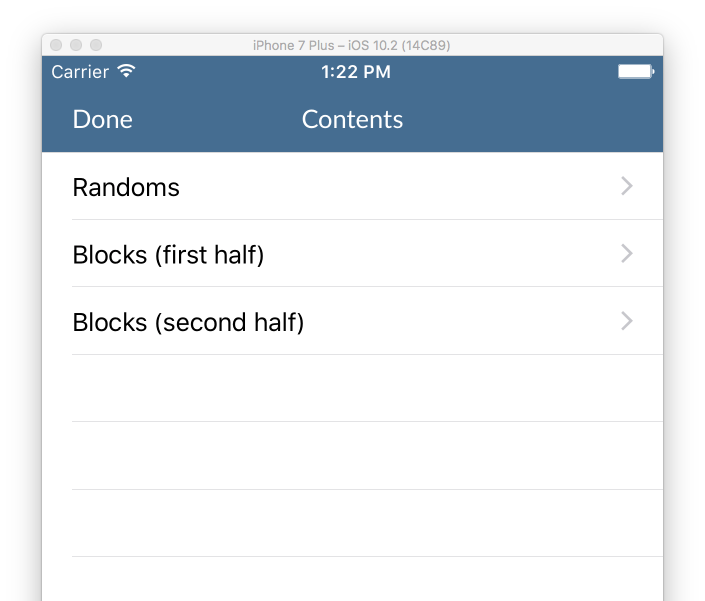 iPhone 7 Plus – iOS 10.2 (14C89)
Carrier 1:22 PM
Done Contents
Randoms
Blocks (first half)
Blocks (second half)